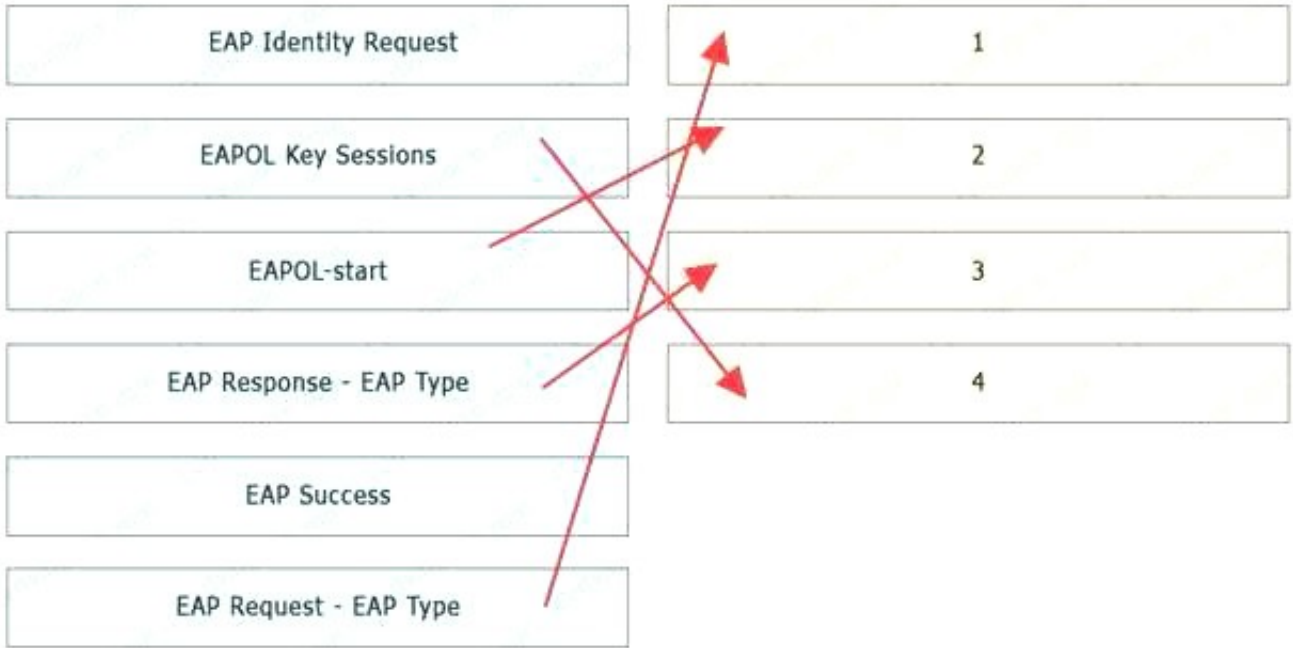 EAP Identity Request
1
EAPOL Key Sessions
2
EAPOL-start
3
EAP Response - EAP Type
4
EAP Success
EAP Request - EAP Type